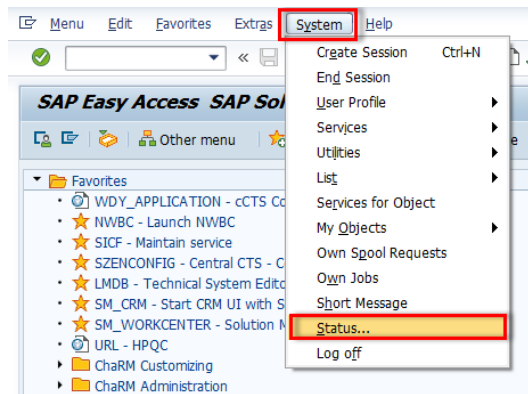 Menu Edit Favorites Extras System Help
SAP Easy Access SAP Sol
Other menu
Favorites
WDY_APPLICATION - cCTS Co
NWBC - Launch NWBC
SICF - Maintain service
SZENCONFIG - Central CTS - C
LMDB - Technical System Edito
SM_CRM - Start CRM UI with S
SM_WORKCENTER - Solution M
URL - HPQC
ChaRM Customizing
ChaRM Administration
Create Session Ctrl+N
End Session
User Profile
Services
Utilities
List
Services for Object
My Objects
Own Spool Requests
Own Jobs
Short Message
Status...
Log off
e